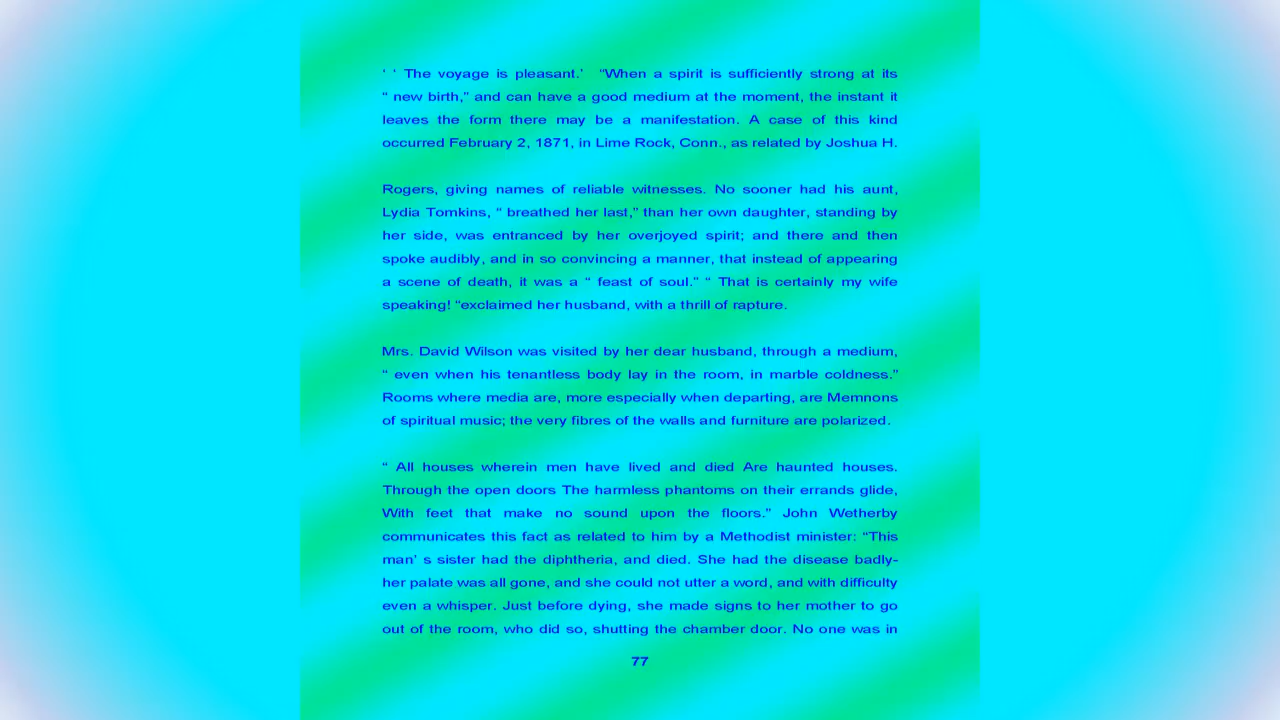 ‘ ‘ The voyage is pleasant.’ “When a spirit is sufficiently strong at its
“ new birth,” and can have a good medium at the moment, the instant it
leaves the form there may be a manifestation. A case of this kind
occurred February 2, 1871, in Lime Rock, Conn., as related by Joshua H.
Rogers, giving names of reliable witnesses. No sooner had his aunt,
Lydia Tomkins, “ breathed her last,” than her own daughter, standing by
her side, was entranced by her overjoyed spirit; and there and then
spoke audibly, and in so convincing a manner, that instead of appearing
a scene of death, it was a “ feast of soul.” “ That is certainly my wife
speaking! “exclaimed her husband, with a thrill of rapture.
Mrs. David Wilson was visited by her dear husband, through a medium,
“ even when his tenantless body lay in the room, in marble coldness.”
Rooms where media are, more especially when departing, are Memnons
of spiritual music; the very fibres of the walls and furniture are polarized.
“ All houses wherein men have lived and died Are haunted houses.
Through the open doors The harmless phantoms on their errands glide,
With feet that make no sound upon the floors.” John Wetherby
communicates this fact as related to him by a Methodist minister: “This
man’ s sister had the diphtheria, and died. She had the disease badly-
her palate was all gone, and she could not utter a word, and with difficulty
even a whisper. Just before dying, she made signs to her mother to go
out of the room, who did so, shutting the chamber door. No one was in
77